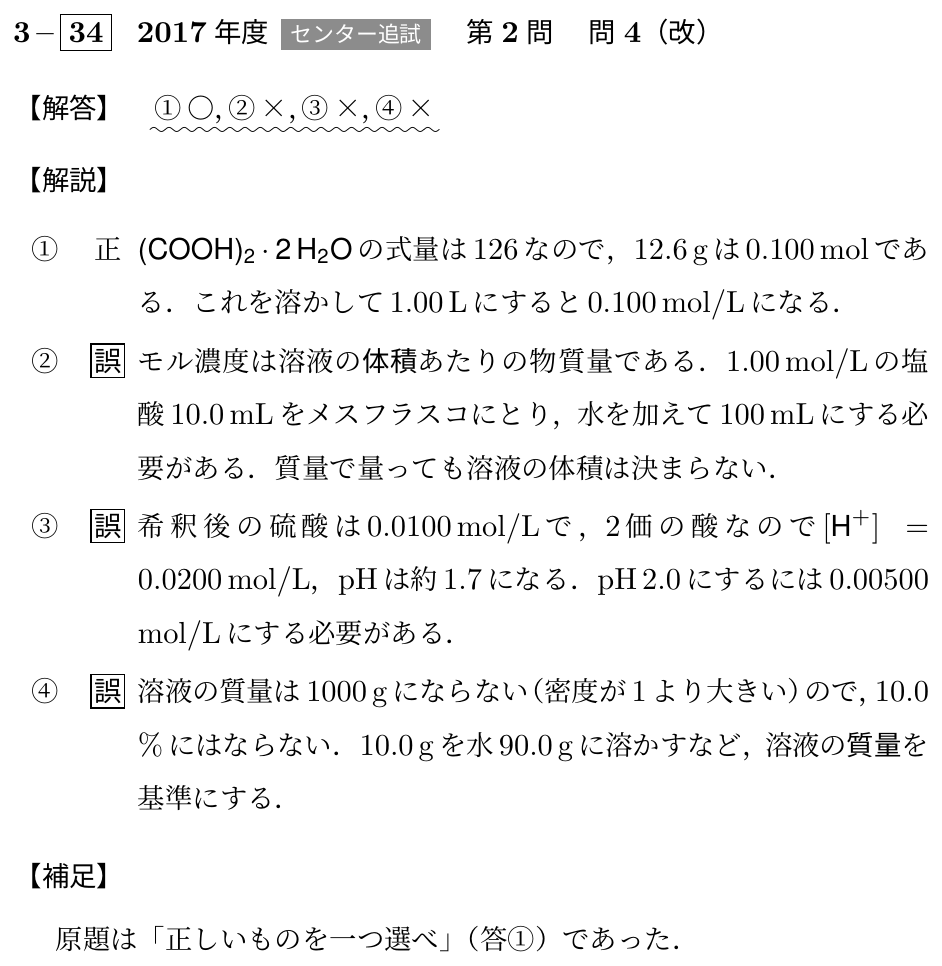 3–34 2017 年度 センター追試 第 2 問 問 4（改）
【解答】 ① ○, ② ×, ③ ×, ④ ×
【解説】
① 正 (COOH)₂ · 2 H₂O の式量は 126 なので，12.6 g は 0.100 mol であ
る．これを溶かして 1.00 L にすると 0.100 mol/L になる．
② 誤 モル濃度は溶液の体積あたりの物質量である．1.00 mol/L の塩
酸 10.0 mL をメスフラスコにとり，水を加えて 100 mL にする必
要がある．質量で量っても溶液の体積は決まらない．
③ 誤 希釈後の硫酸は 0.0100 mol/L で，2 価の酸なので [H⁺] =
0.0200 mol/L，pH は約 1.7 になる．pH 2.0 にするには 0.00500
mol/L にする必要がある．
④ 誤 溶液の質量は 1000 g にならない（密度が 1 より大きい）ので，10.0
% にはならない．10.0 g を水 90.0 g に溶かすなど，溶液の質量を
基準にする．
【補足】
原題は「正しいものを一つ選べ」（答①）であった．